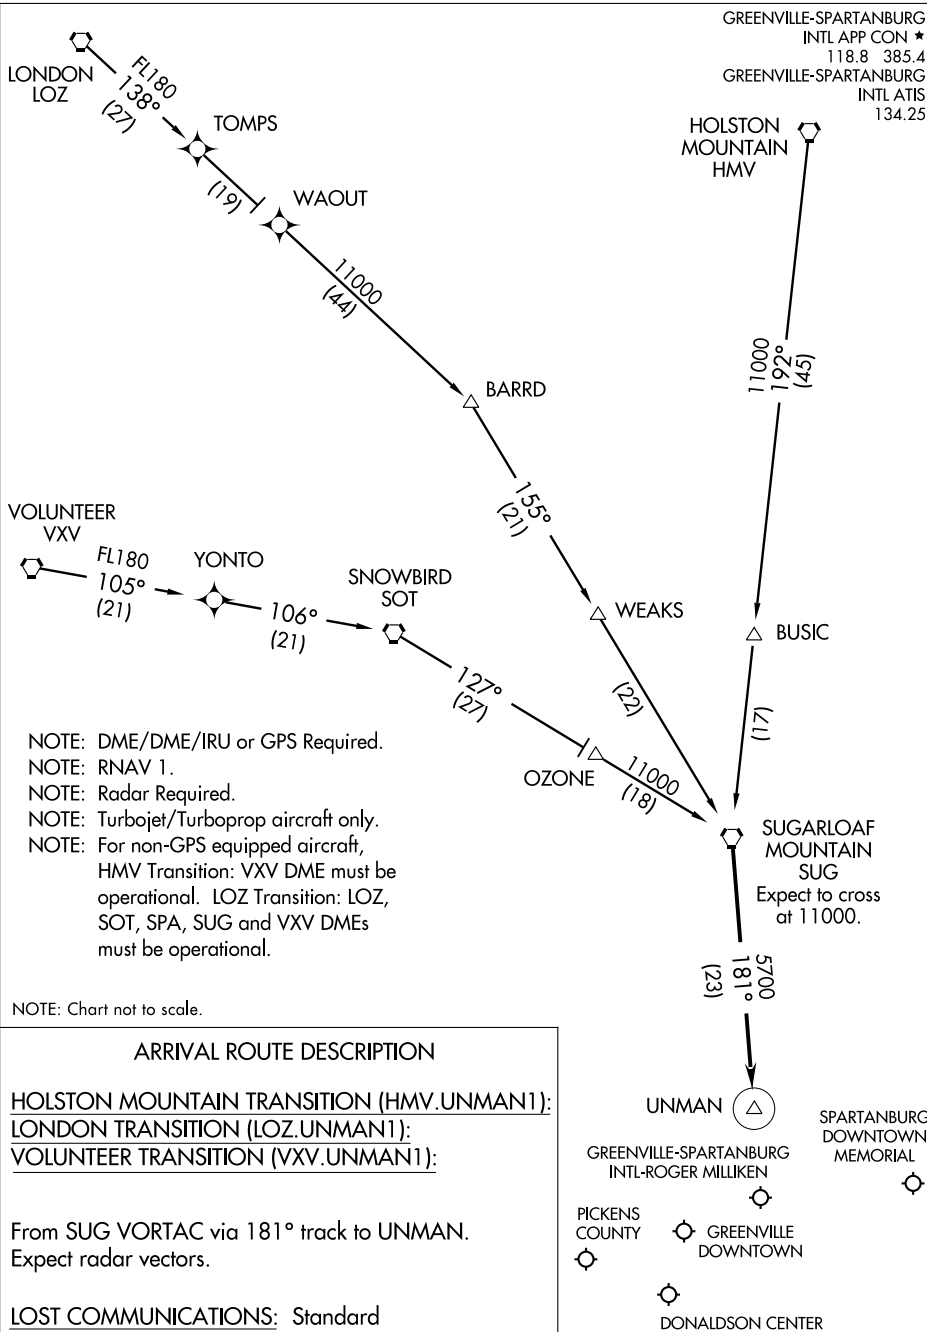 GREENVILLE-SPARTANBURG
INTL APP CON ★
118.8 385.4
GREENVILLE-SPARTANBURG
INTL ATIS
134.25
LONDON
LOZ
FL180
138°
(27)
TOMPS
(19)
WAOUT
HOLSTON
MOUNTAIN
HMV
11000
(44)
11000
192°
(45)
BARRD
155°
(21)
VOLUNTEER
VXV
FL180
105°
(21)
YONTO
106°
(21)
SNOWBIRD
SOT
WEAKS
BUSIC
127°
(27)
(22)
(17)
OZONE
11000
(18)
NOTE: DME/DME/IRU or GPS Required.
NOTE: RNAV 1.
NOTE: Radar Required.
NOTE: Turbojet/Turboprop aircraft only.
NOTE: For non-GPS equipped aircraft,
HMV Transition: VXV DME must be
operational. LOZ Transition: LOZ,
SOT, SPA, SUG and VXV DMEs
must be operational.
SUGARLOAF
MOUNTAIN
SUG
Expect to cross
at 11000.
5700
181°
(23)
NOTE: Chart not to scale.
ARRIVAL ROUTE DESCRIPTION
HOLSTON MOUNTAIN TRANSITION (HMV.UNMAN1):
LONDON TRANSITION (LOZ.UNMAN1):
VOLUNTEER TRANSITION (VXV.UNMAN1):
From SUG VORTAC via 181° track to UNMAN.
Expect radar vectors.
LOST COMMUNICATIONS: Standard
UNMAN
SPARTANBURG
DOWNTOWN
MEMORIAL
GREENVILLE-SPARTANBURG
INTL-ROGER MILLIKEN
PICKENS
COUNTY
GREENVILLE
DOWNTOWN
DONALDSON CENTER